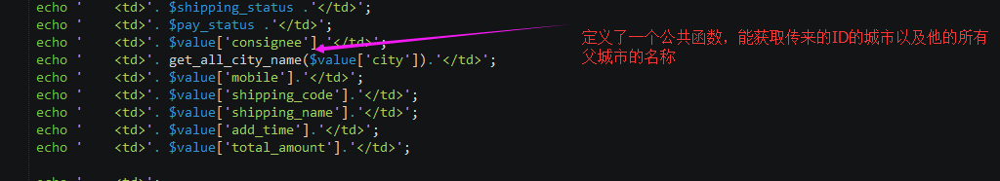 echo '    <td>'. $shipping_status .'</td>';
echo '    <td>'. $pay_status .'</td>';
echo '    <td>'. $value['consignee'].'</td>';
echo '    <td>'. get_all_city_name($value['city']).'</td>';
echo '    <td>'. $value['mobile'].'</td>';
echo '    <td>'. $value['shipping_code'].'</td>';
echo '    <td>'. $value['shipping_name'].'</td>';
echo '    <td>'. $value['add_time'].'</td>';
echo '    <td>'. $value['total_amount'].'</td>';
echo '    <td>';
定义了一个公共函数，能获取传来的ID的城市以及他的所有
父城市的名称